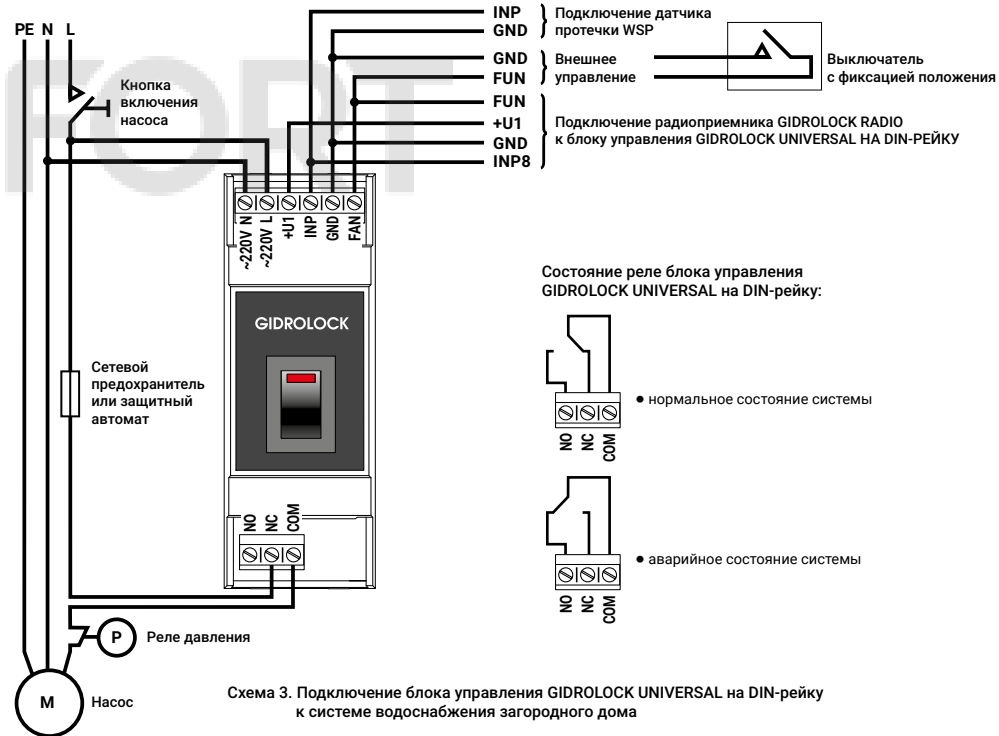 PE N L
FORT
Кнопка
включения
насоса
INP
GND
Подключение датчика
протечки WSP
GND
FUN
Внешнее
управление
Выключатель
с фиксацией положения
FUN
+U1
GND
INP8
Подключение радиоприемника GIDROLOCK RADIO
к блоку управления GIDROLOCK UNIVERSAL НА DIN-РЕЙКУ
~220V N
~220V L
+U1
INP
GND
FAN
GIDROLOCK
Сетевой
предохранитель
или защитный
автомат
NO
NC
COM
P
Реле давления
M
Насос
Состояние реле блока управления
GIDROLOCK UNIVERSAL на DIN-рейку:
• нормальное состояние системы
NO
NC
COM
• аварийное состояние системы
NO
NC
COM
Схема 3. Подключение блока управления GIDROLOCK UNIVERSAL на DIN-рейку
к системе водоснабжения загородного дома